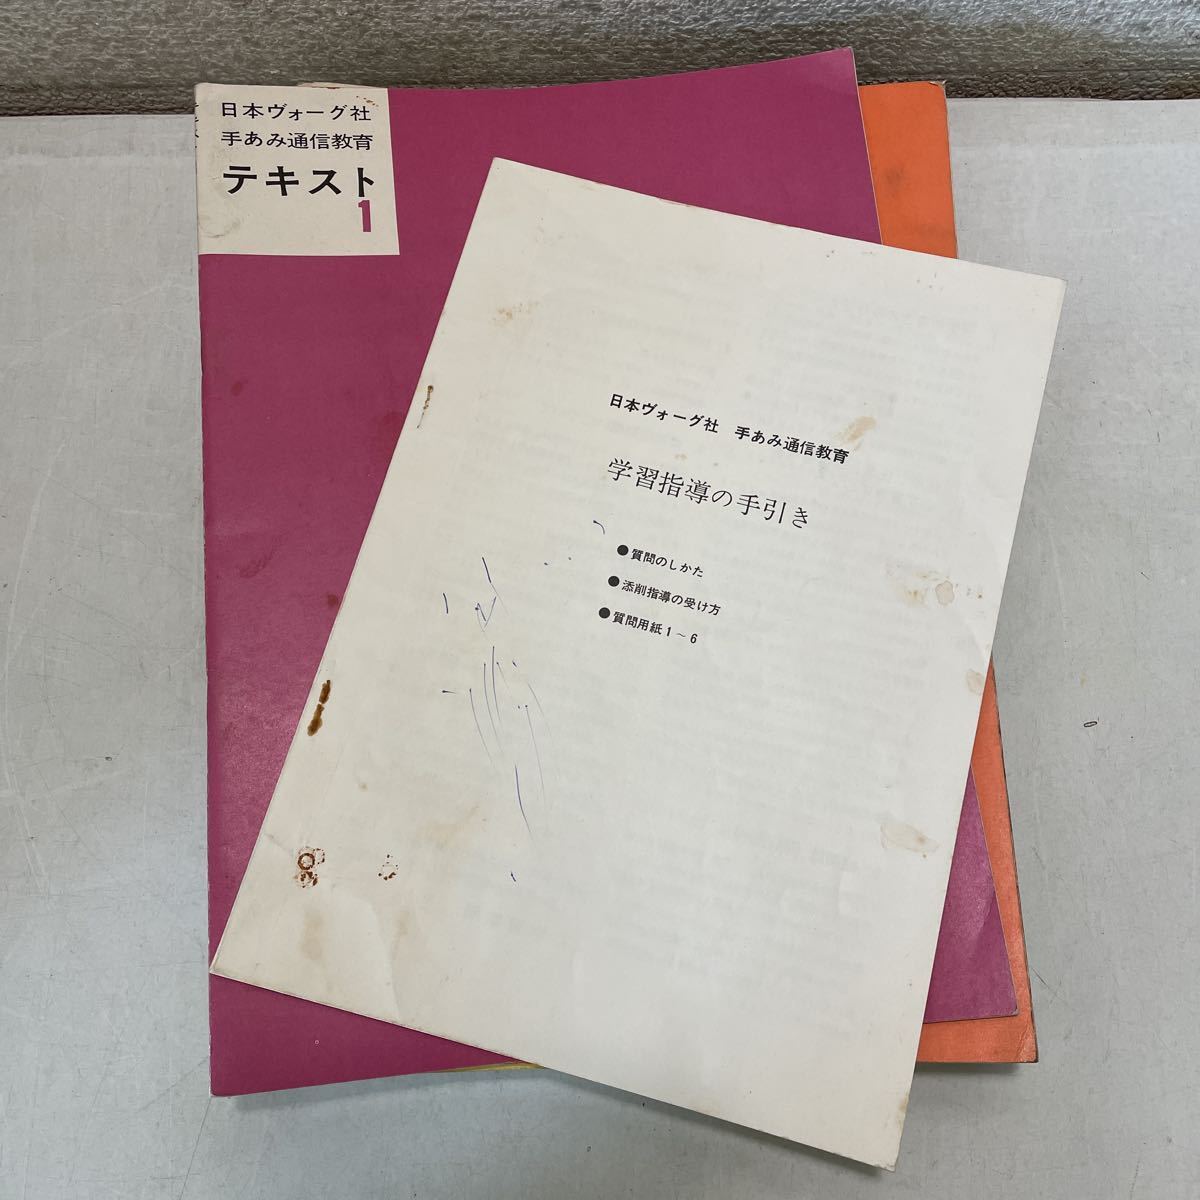 日本ヴォーグ社
手あみ通信教育
テキスト
1
日本ヴォーグ社 手あみ通信教育
学習指導の手引き
●質問のしかた
●添削指導の受け方
●質問用紙1～6